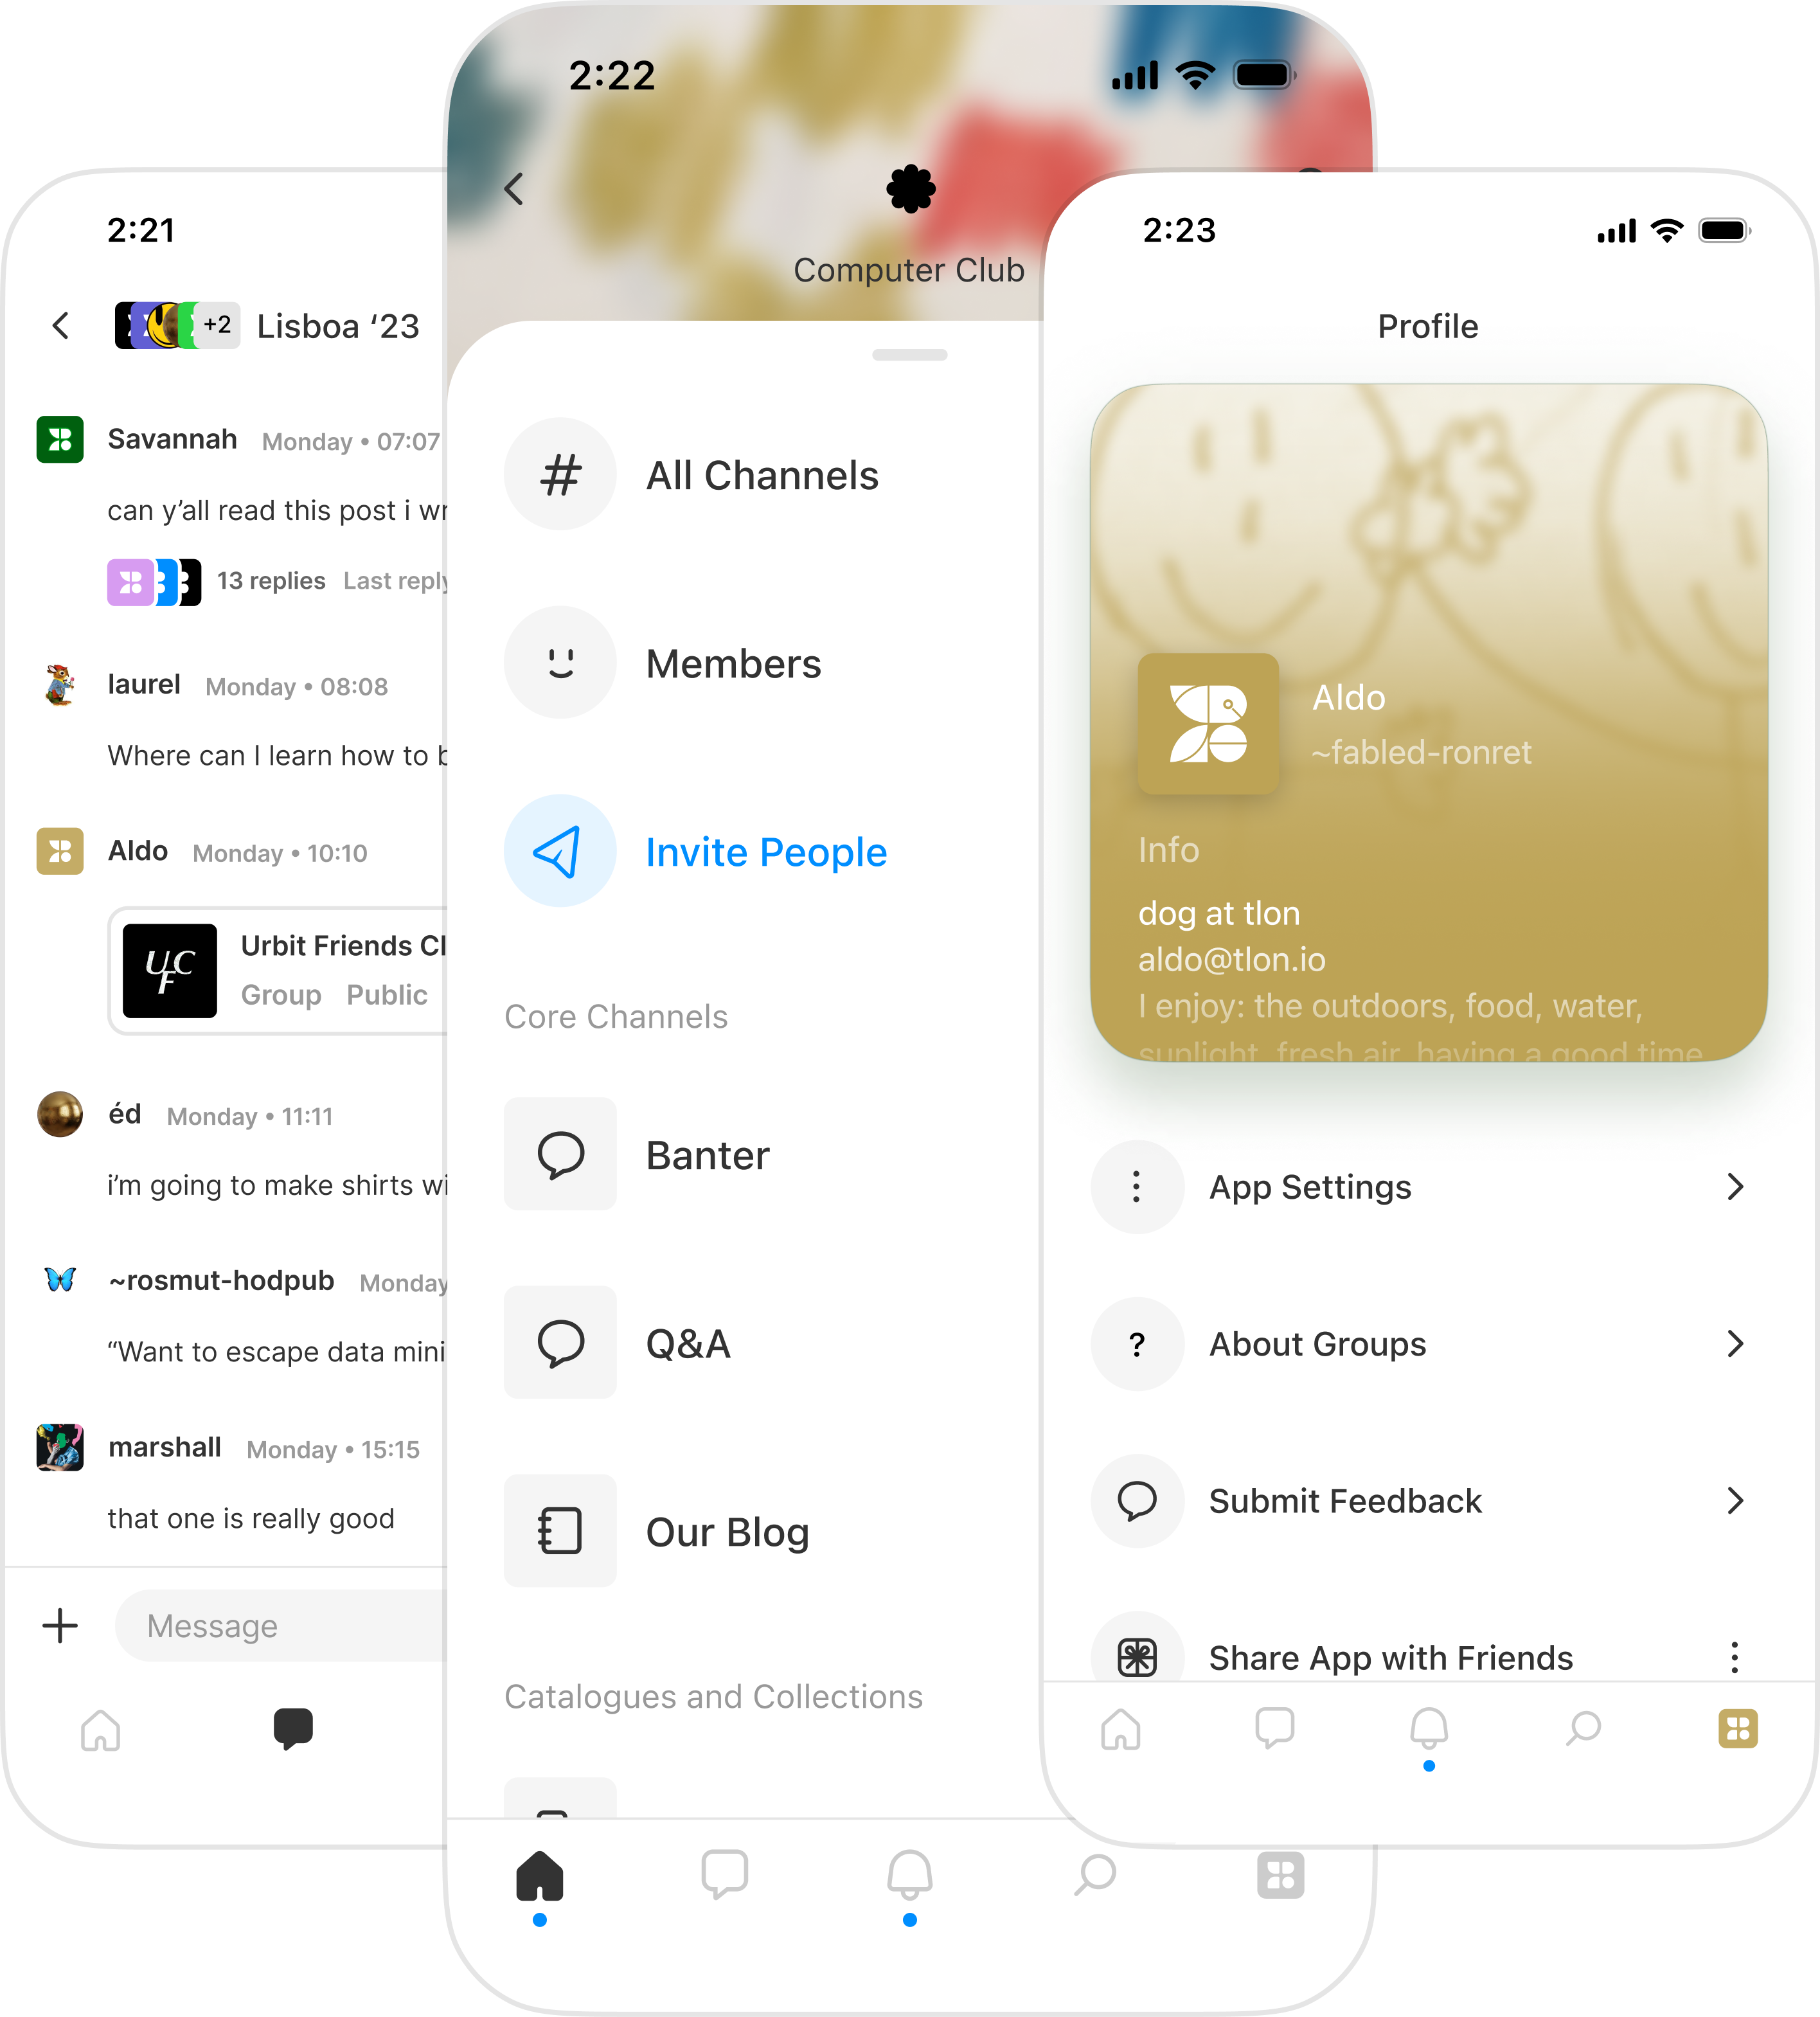 2:21
+2 Lisboa ‘23
Savannah Monday • 07:07
can y’all read this post i
13 replies Last reply
laurel Monday • 08:08
Where can I learn how to
Aldo Monday • 10:10
UFC
Urbit Friends
Group Public
éd Monday • 11:11
i’m going to make shirts
~rosmut-hodpub Monday
“Want to escape data
marshall Monday • 15:15
that one is really good
Message
2:22
Computer Club
All Channels
Members
Invite People
Core Channels
Banter
Q&A
Our Blog
Catalogues and Collections
2:23
Profile
Aldo
~fabled-ronret
Info
dog at tlon
aldo@tlon.io
I enjoy: the outdoors, food, water,
sunlight, fresh air, having a good time
App Settings
? About Groups
Submit Feedback
Share App with Friends